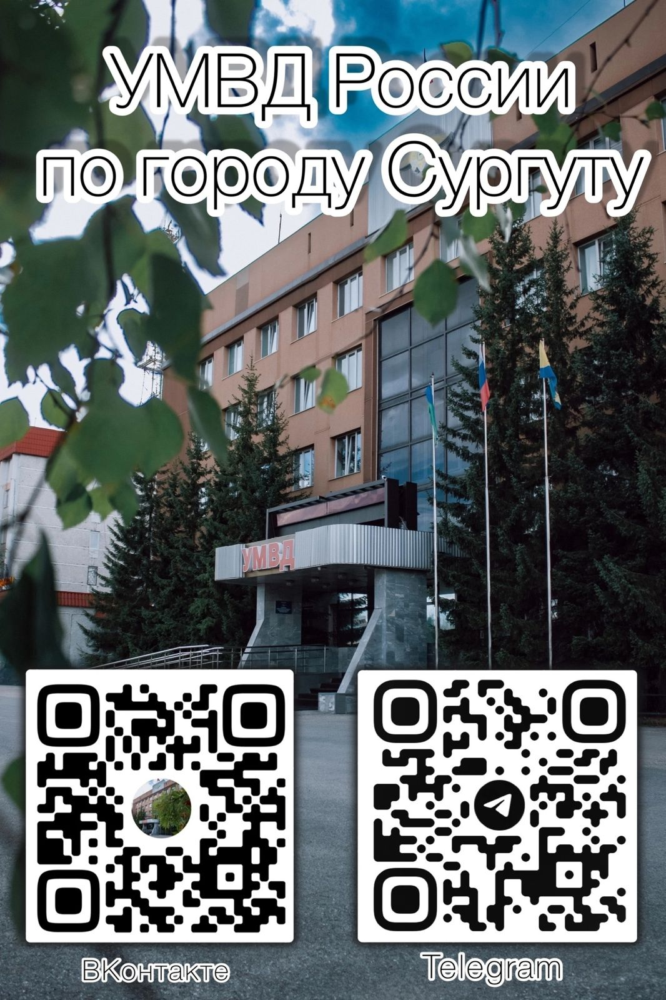 УМВД России
по городу Сургуту
УМВД
ВКонтакте
Telegram